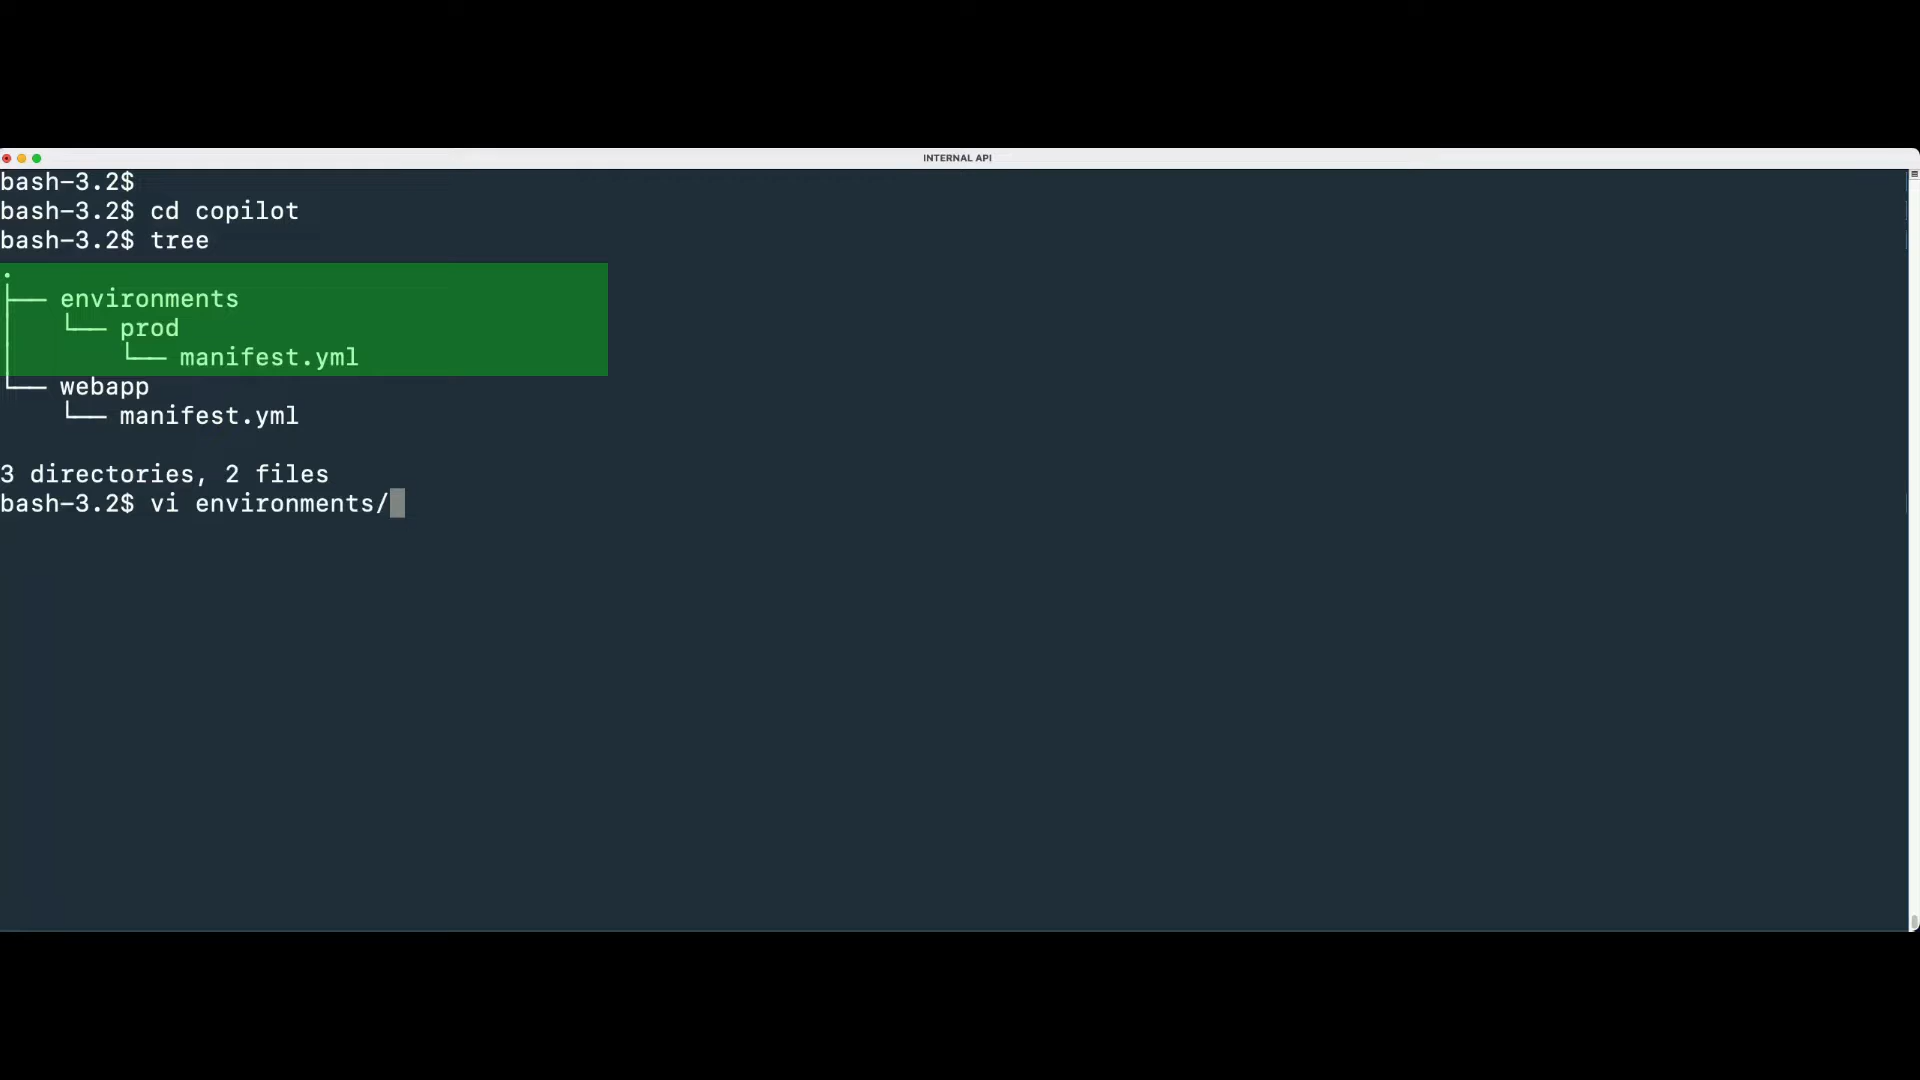 INTERNAL API
bash-3.2$
bash-3.2$ cd copilot
bash-3.2$ tree
.
├── environments
│   └── prod
│       └── manifest.yml
└── webapp
    └── manifest.yml
3 directories, 2 files
bash-3.2$ vi environments/